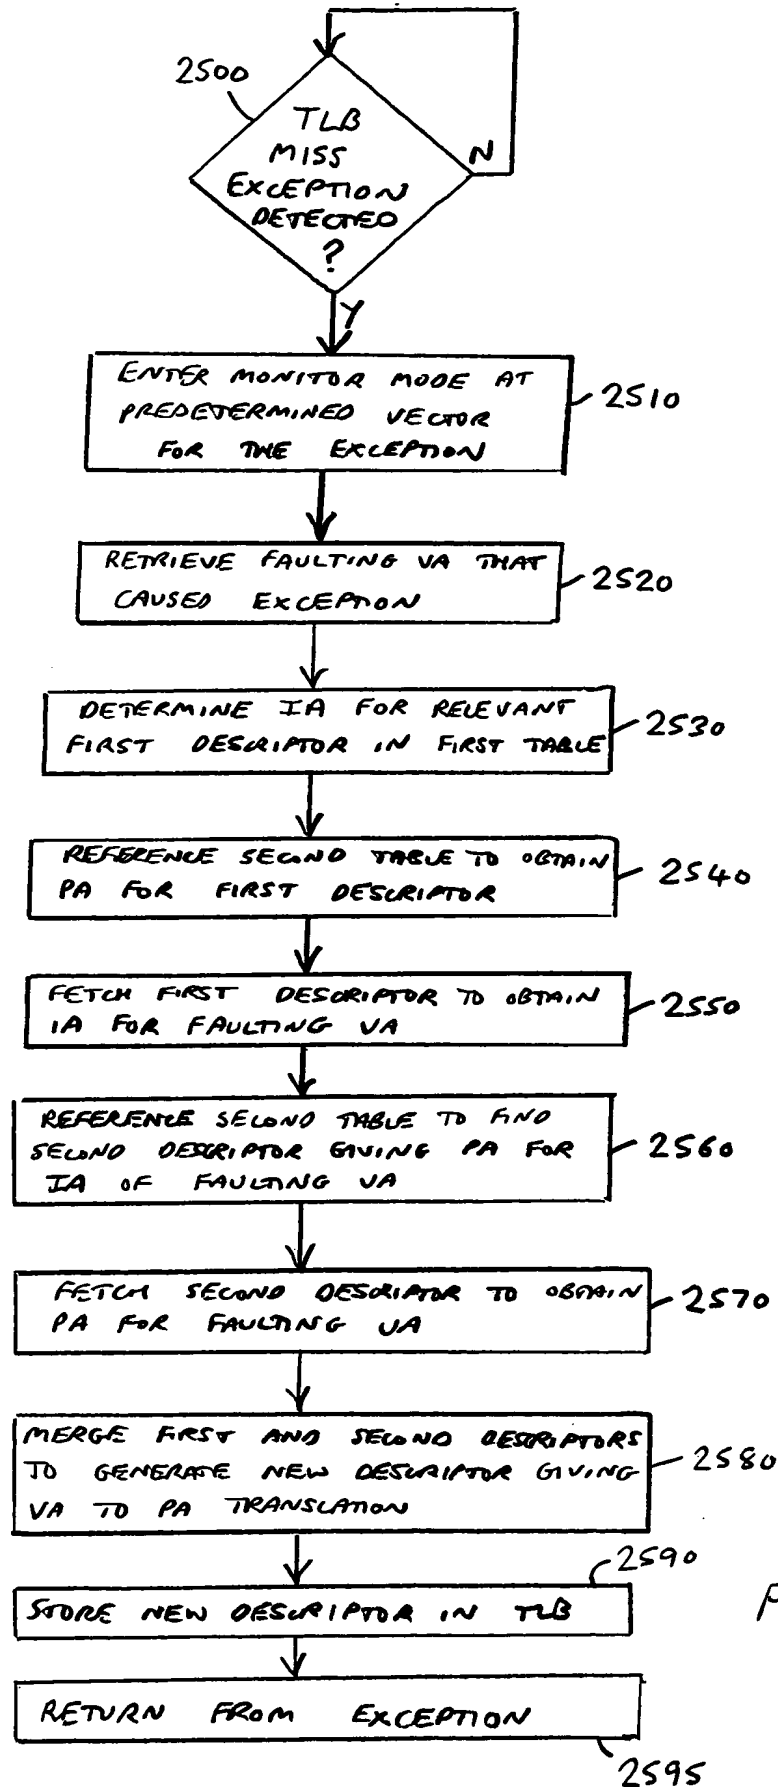 2500
TLB
MISS
EXCEPTION
DETECTED
?
N
Y
ENTER MONITOR MODE AT
PREDETERMINED VECTOR
FOR THE EXCEPTION
2510
RETRIEVE FAULTING VA THAT
CAUSED EXCEPTION
2520
DETERMINE IA FOR RELEVANT
FIRST DESCRIPTOR IN FIRST TABLE
2530
REFERENCE SECOND TABLE TO OBTAIN
PA FOR FIRST DESCRIPTOR
2540
FETCH FIRST DESCRIPTOR TO OBTAIN
IA FOR FAULTING VA
2550
REFERENCE SECOND TABLE TO FIND
SECOND DESCRIPTOR GIVING PA FOR
IA OF FAULTING VA
2560
FETCH SECOND DESCRIPTOR TO OBTAIN
PA FOR FAULTING VA
2570
MERGE FIRST AND SECOND DESCRIPTORS
TO GENERATE NEW DESCRIPTOR GIVING
VA TO PA TRANSLATION
2580
2590
STORE NEW DESCRIPTOR IN TLB
RETURN FROM EXCEPTION
2595